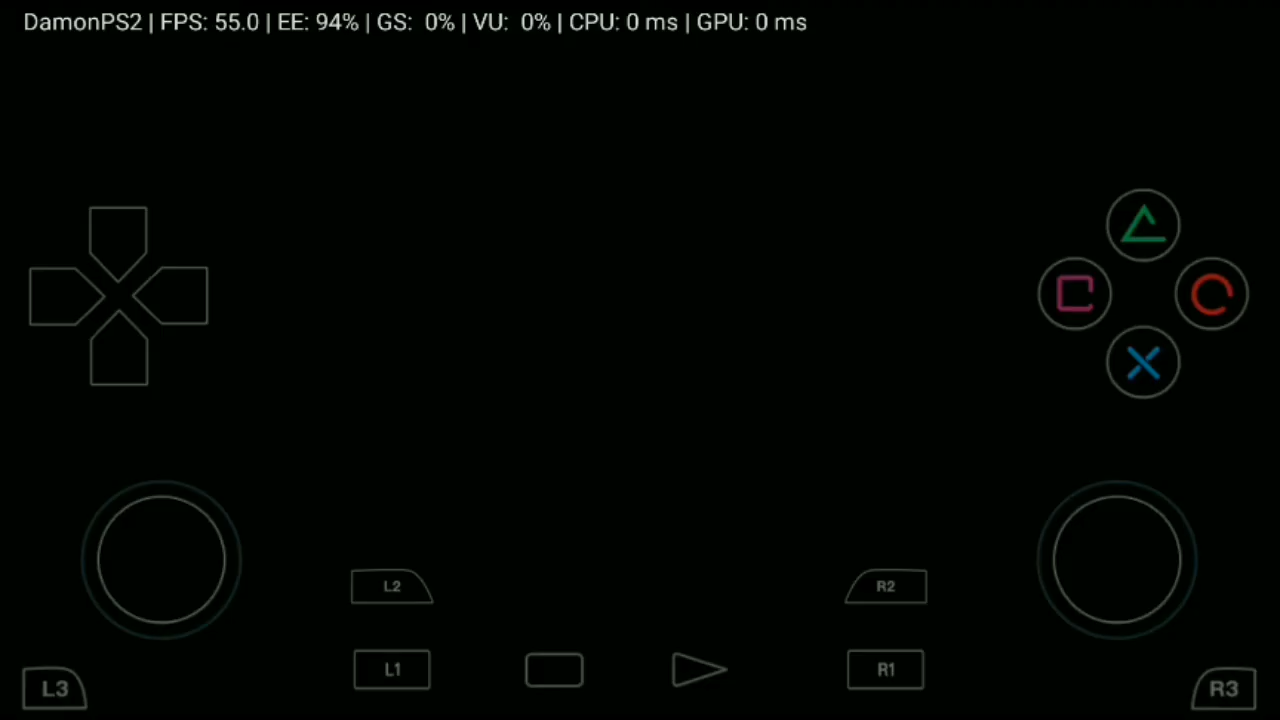 DamonPS2 | FPS: 55.0 | EE: 94% | GS:  0% | VU:  0% | CPU: 0 ms | GPU: 0 ms
L2
R2
L1
R1
L3
R3